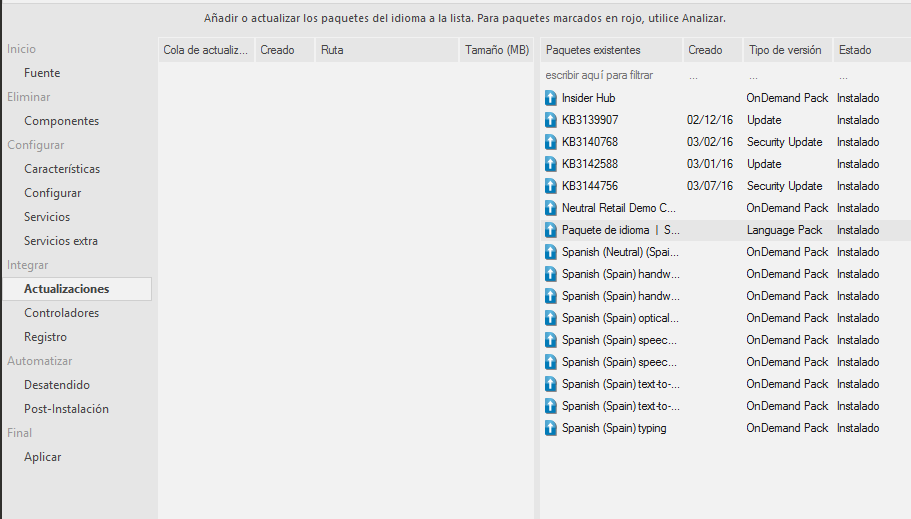 Añadir o actualizar los paquetes del idioma a la lista. Para paquetes marcados en rojo, utilice Analizar.
Inicio
Fuente
Eliminar
Componentes
Configurar
Características
Configurar
Servicios
Servicios extra
Integrar
Actualizaciones
Controladores
Registro
Automatizar
Desatendido
Post-Instalación
Final
Aplicar
Cola de actualiz... Creado Ruta Tamaño (MB)
Paquetes existentes Creado Tipo de versión Estado
escribir aquí para filtrar ... ... ...
Insider Hub OnDemand Pack Instalado
KB3139907 02/12/16 Update Instalado
KB3140768 03/02/16 Security Update Instalado
KB3142588 03/01/16 Update Instalado
KB3144756 03/07/16 Security Update Instalado
Neutral Retail Demo C... OnDemand Pack Instalado
Paquete de idioma | S... Language Pack Instalado
Spanish (Neutral) (Spai... OnDemand Pack Instalado
Spanish (Spain) handw... OnDemand Pack Instalado
Spanish (Spain) handw... OnDemand Pack Instalado
Spanish (Spain) optical... OnDemand Pack Instalado
Spanish (Spain) speec... OnDemand Pack Instalado
Spanish (Spain) speec... OnDemand Pack Instalado
Spanish (Spain) text-to-... OnDemand Pack Instalado
Spanish (Spain) text-to-... OnDemand Pack Instalado
Spanish (Spain) typing OnDemand Pack Instalado